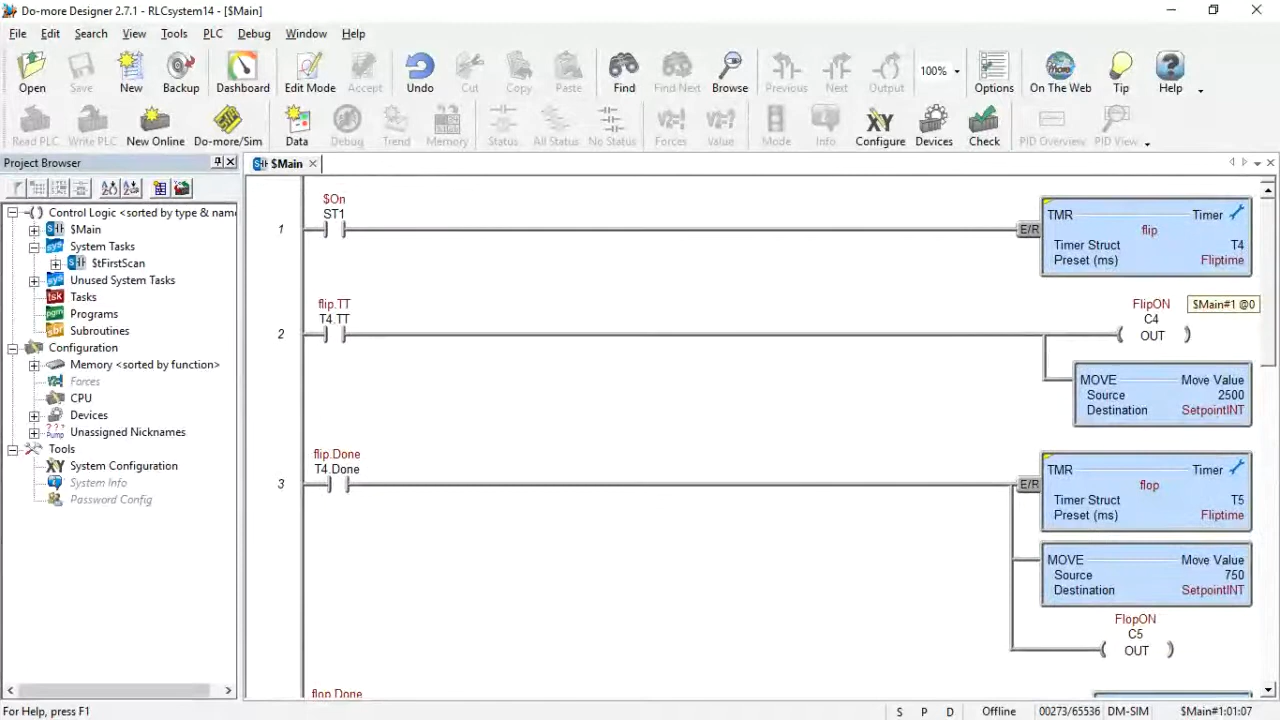 Do-more Designer 2.7.1 - RLCsystem14 - [$Main]
File Edit Search View Tools PLC Debug Window Help
Open Save New Backup Dashboard Edit Mode Accept Undo Cut Copy Paste Find Find Next Browse Previous Next Output 100% Options On The Web Tip Help
Read PLC Write PLC New Online Do-more/Sim Data Debug Trend Memory Status All Status No Status Forces Value Mode Info Configure Devices Check PID Overview PID View
Project Browser
$Main
Control Logic <sorted by type & name
$Main
System Tasks
$tFirstScan
Unused System Tasks
Tasks
Programs
Subroutines
Configuration
Memory <sorted by function>
Forces
CPU
Devices
Unassigned Nicknames
Tools
System Configuration
System Info
Password Config
$On
ST1
1
E/R
TMR Timer
flip
Timer Struct T4
Preset (ms) Fliptime
flip.TT
T4.TT
2
FlipON
C4
OUT
$Main#1 @0
MOVE Move Value
Source 2500
Destination SetpointINT
flip.Done
T4.Done
3
E/R
TMR Timer
flop
Timer Struct T5
Preset (ms) Fliptime
MOVE Move Value
Source 750
Destination SetpointINT
FlopON
C5
OUT
flop.Done
For Help, press F1
S P D Offline 00273/65536 DM-SIM $Main#1:01:07